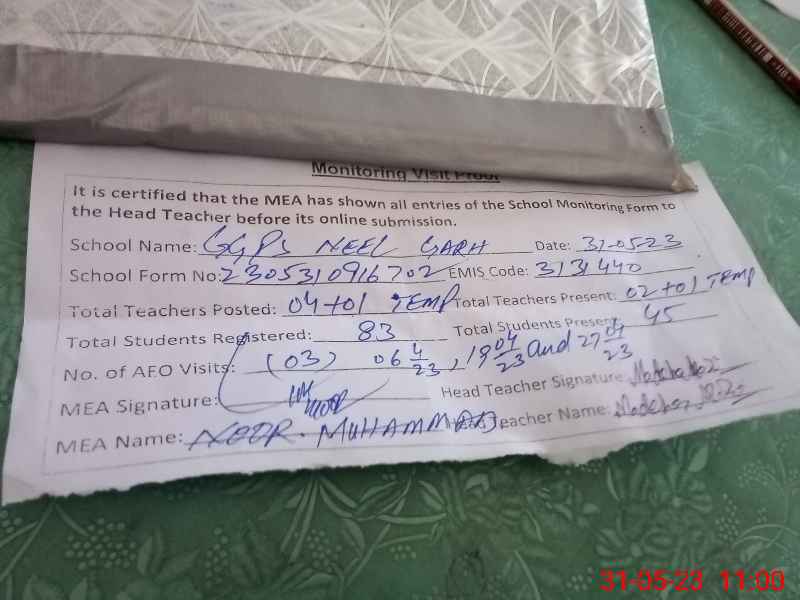 Monitoring Visit Proof
It is certified that the MEA has shown all entries of the School Monitoring Form to
the Head Teacher before its online submission.
School Name: GGPS NEEL GARH Date: 31-05-23
School Form No: 2305310916702 EMIS Code: 3131440
Total Teachers Posted: 04+01 TEMP Total Teachers Present: 02+01 TEMP
Total Students Registered: 83 Total Students Present 45
No. of AEO Visits: (03) 06 4/23, 19 04/23 and 27 04/23
MEA Signature: Head Teacher Signature:
MEA Name: NOOR MUHAMMAD Teacher Name:
31-05-23 11:00